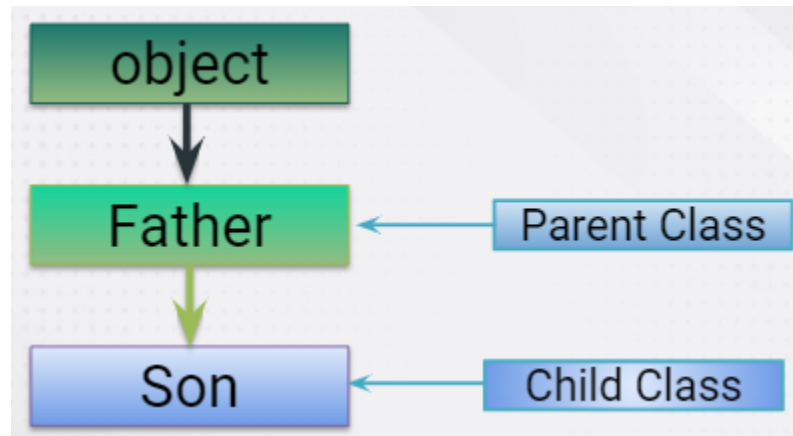 object
Father
Parent Class
Son
Child Class